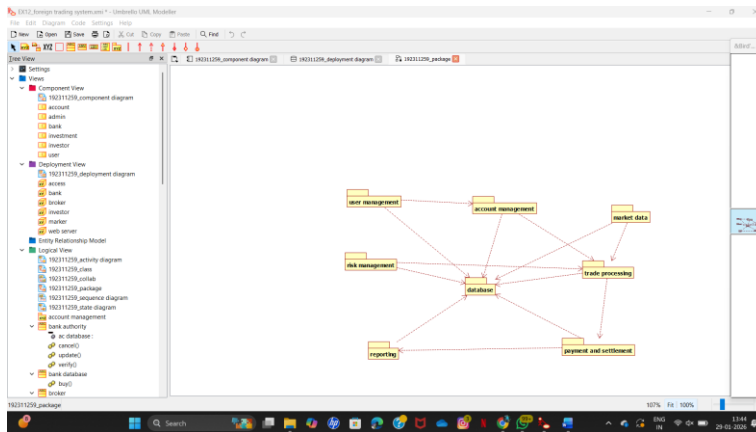 EX12_foreign trading system.xmi * - Umbrello UML Modeller
File Edit Diagram Code Settings Help
New Open Save Cut Copy Paste Find
XYZ
Tree View
192311259_component diagram 192311259_deployment diagram 192311259_package
Settings
Views
Component View
192311259_component diagram
account
admin
bank
investment
investor
user
Deployment View
192311259_deployment diagram
access
bank
broker
investor
marker
web server
Entity Relationship Model
Logical View
192311259_activity diagram
192311259_class
192311259_collab
192311259_package
192311259_sequence diagram
192311259_state diagram
account management
bank authority
ac database :
cancel()
update()
verify()
bank database
buy()
broker
user management
account management
market data
risk management
trade processing
database
reporting
payment and settlement
192311259_package
107% Fit 100%
Search
ENG
IN
13:44
29-01-2026